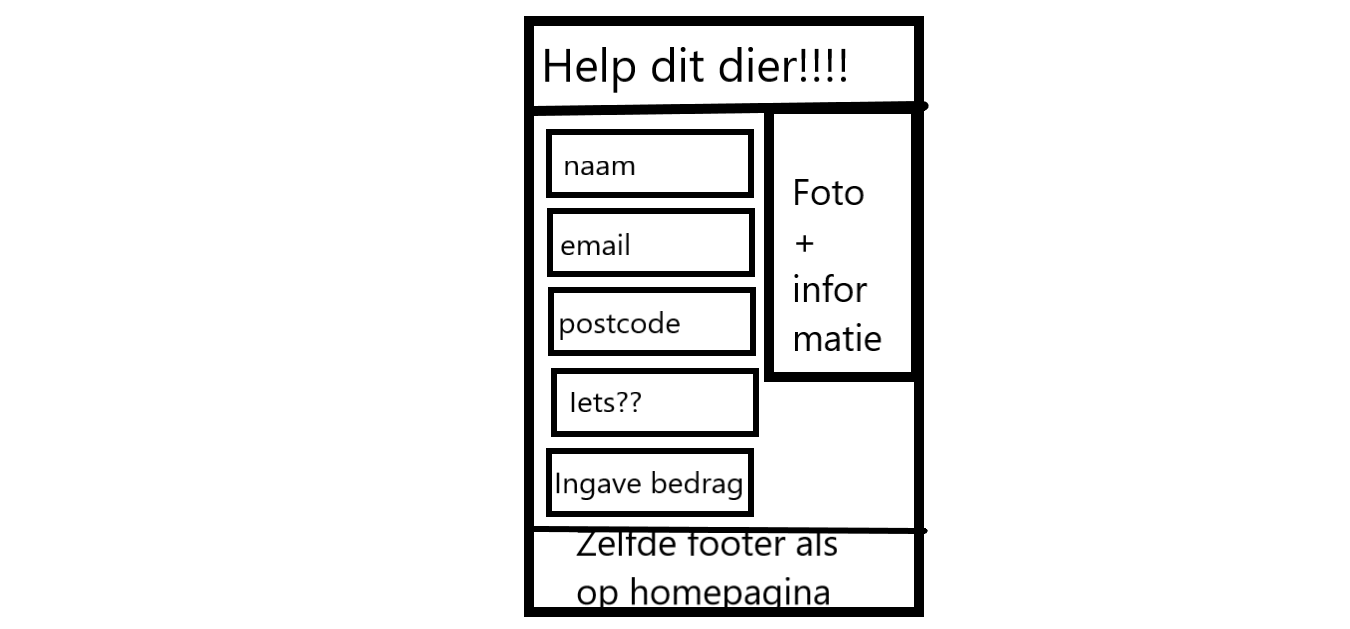 Help dit dier!!!!
naam
email
postcode
Iets??
Ingave bedrag
Foto
+
infor
matie
Zelfde footer als
op homepagina